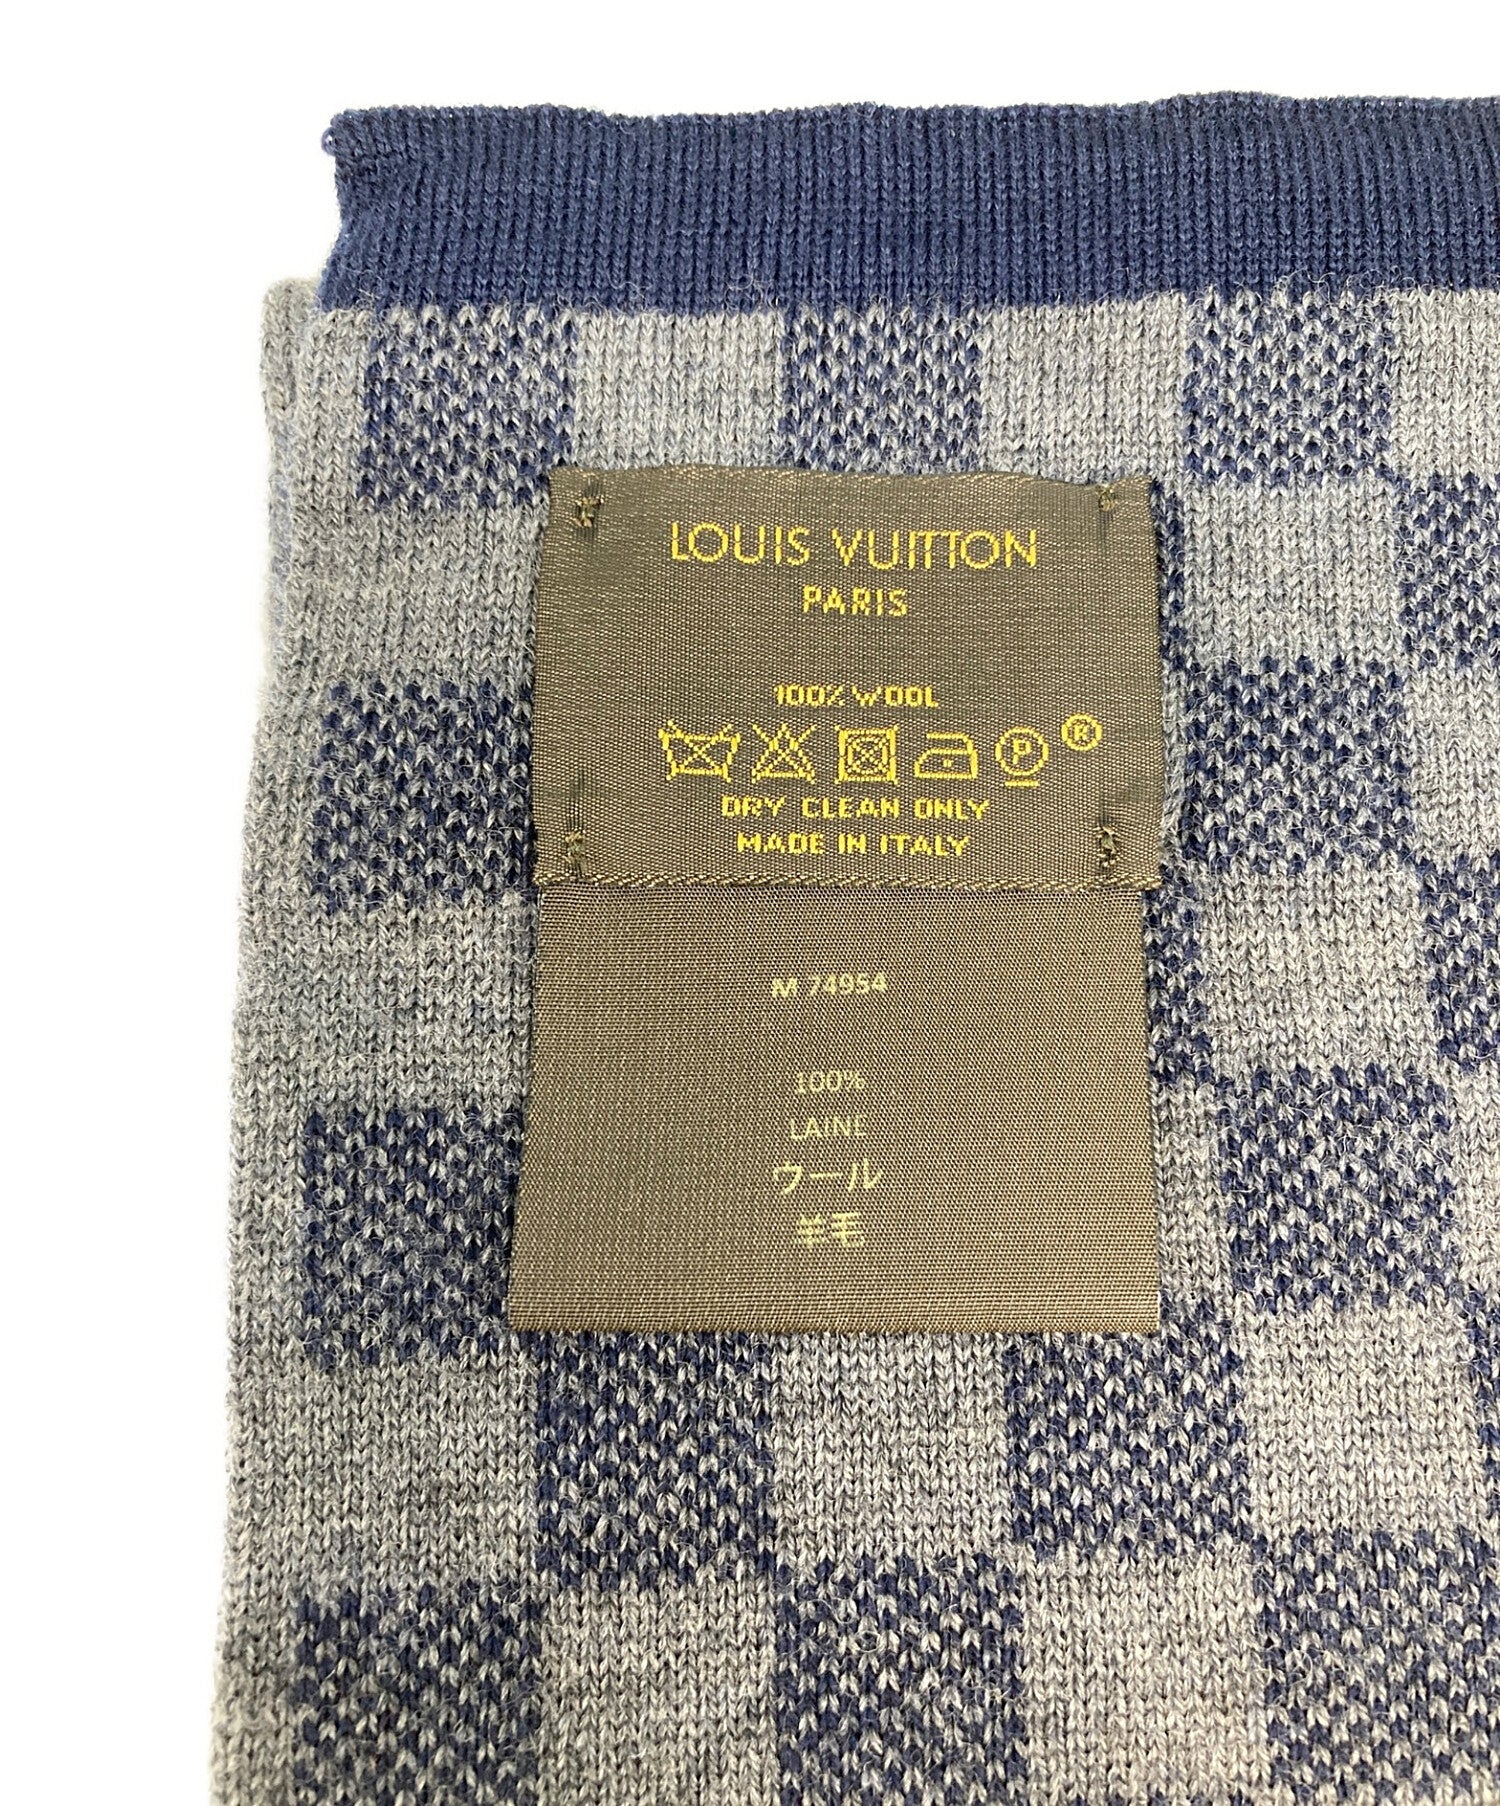 LOUIS VUITTON
PARIS
100% WOOL
P ®
DRY CLEAN ONLY
MADE IN ITALY
M 74954
100%
LAINE
ウール
羊毛